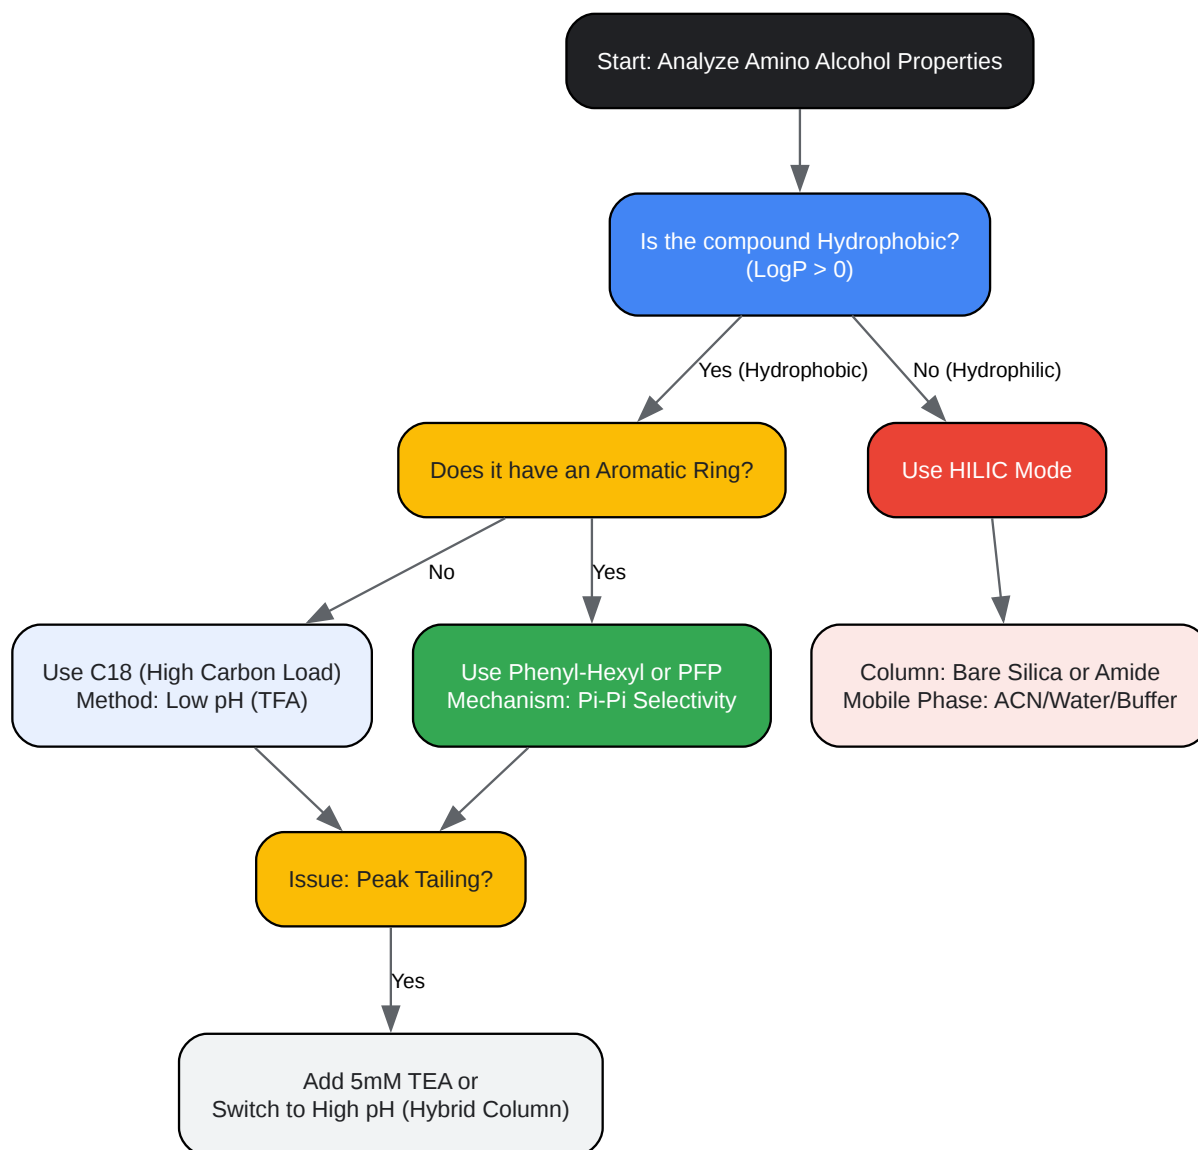 Start: Analyze Amino Alcohol Properties
Is the compound Hydrophobic?
(LogP > 0)
Yes (Hydrophobic)
No (Hydrophilic)
Does it have an Aromatic Ring?
Use HILIC Mode
No
Yes
Use C18 (High Carbon Load)
Method: Low pH (TFA)
Use Phenyl-Hexyl or PFP
Mechanism: Pi-Pi Selectivity
Column: Bare Silica or Amide
Mobile Phase: ACN/Water/Buffer
Issue: Peak Tailing?
Yes
Add 5mM TEA or
Switch to High pH (Hybrid Column)